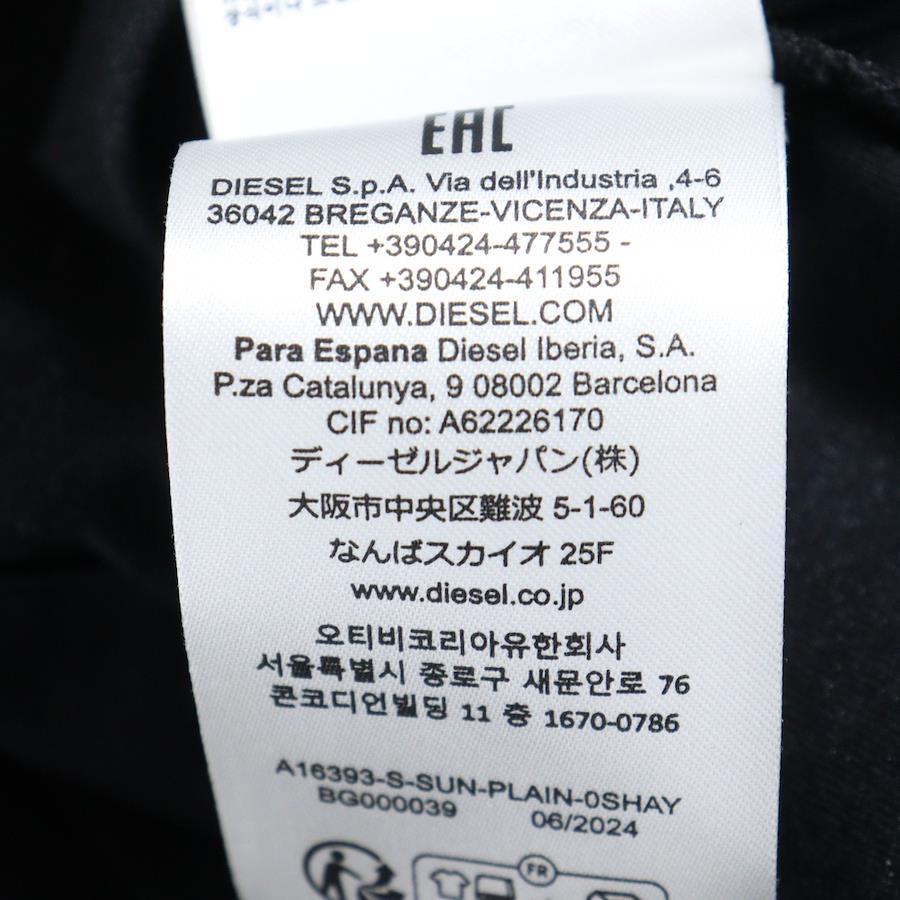 EAC
DIESEL S.p.A. Via dell'Industria ,4-6
36042 BREGANZE-VICENZA-ITALY
TEL +390424-477555 -
FAX +390424-411955
WWW.DIESEL.COM
Para Espana Diesel Iberia, S.A.
P.za Catalunya, 9 08002 Barcelona
CIF no: A62226170
ディーゼルジャパン(株)
大阪市中央区難波 5-1-60
なんばスカイオ 25F
www.diesel.co.jp
오티비코리아유한회사
서울특별시 종로구 새문안로 76
콘코디언빌딩 11 층 1670-0786
A16393-S-SUN-PLAIN-0SHAY
BG000039 06/2024
FR